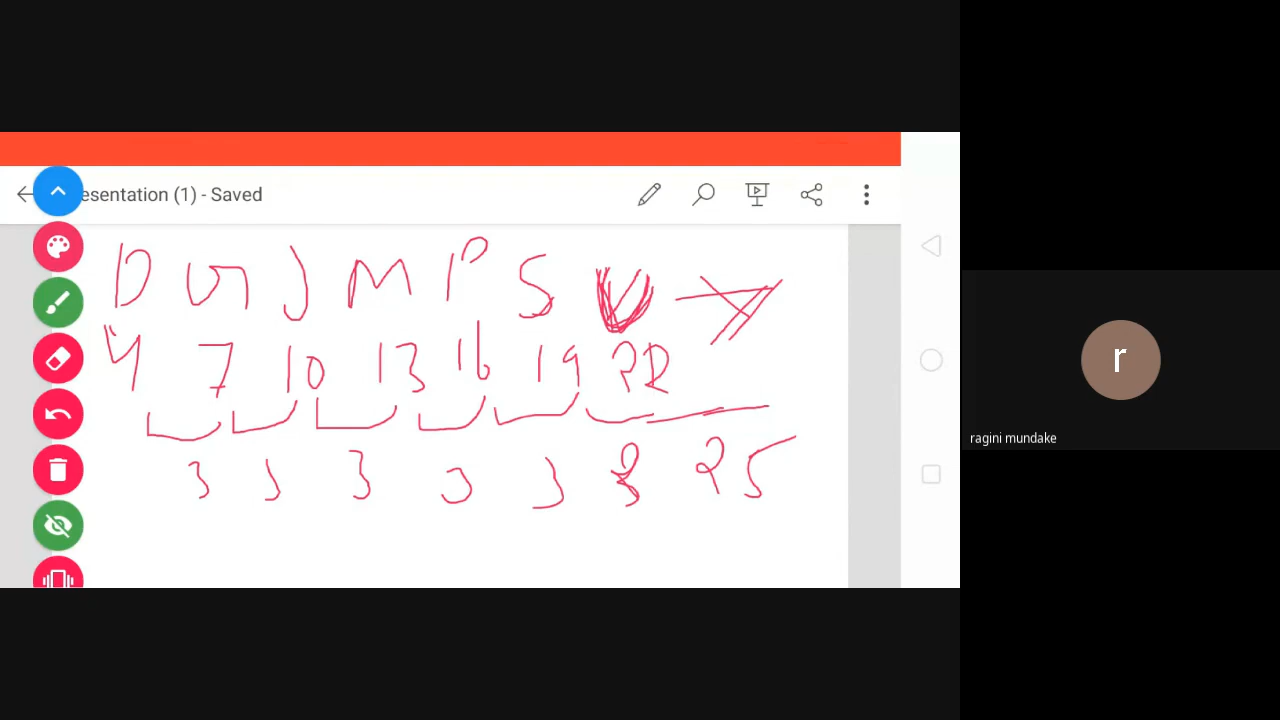 esentation (1) - Saved
D G J M P S V Y
4 7 10 13 16 19 22
3 3 3 3 3 3 25
r
ragini mundake